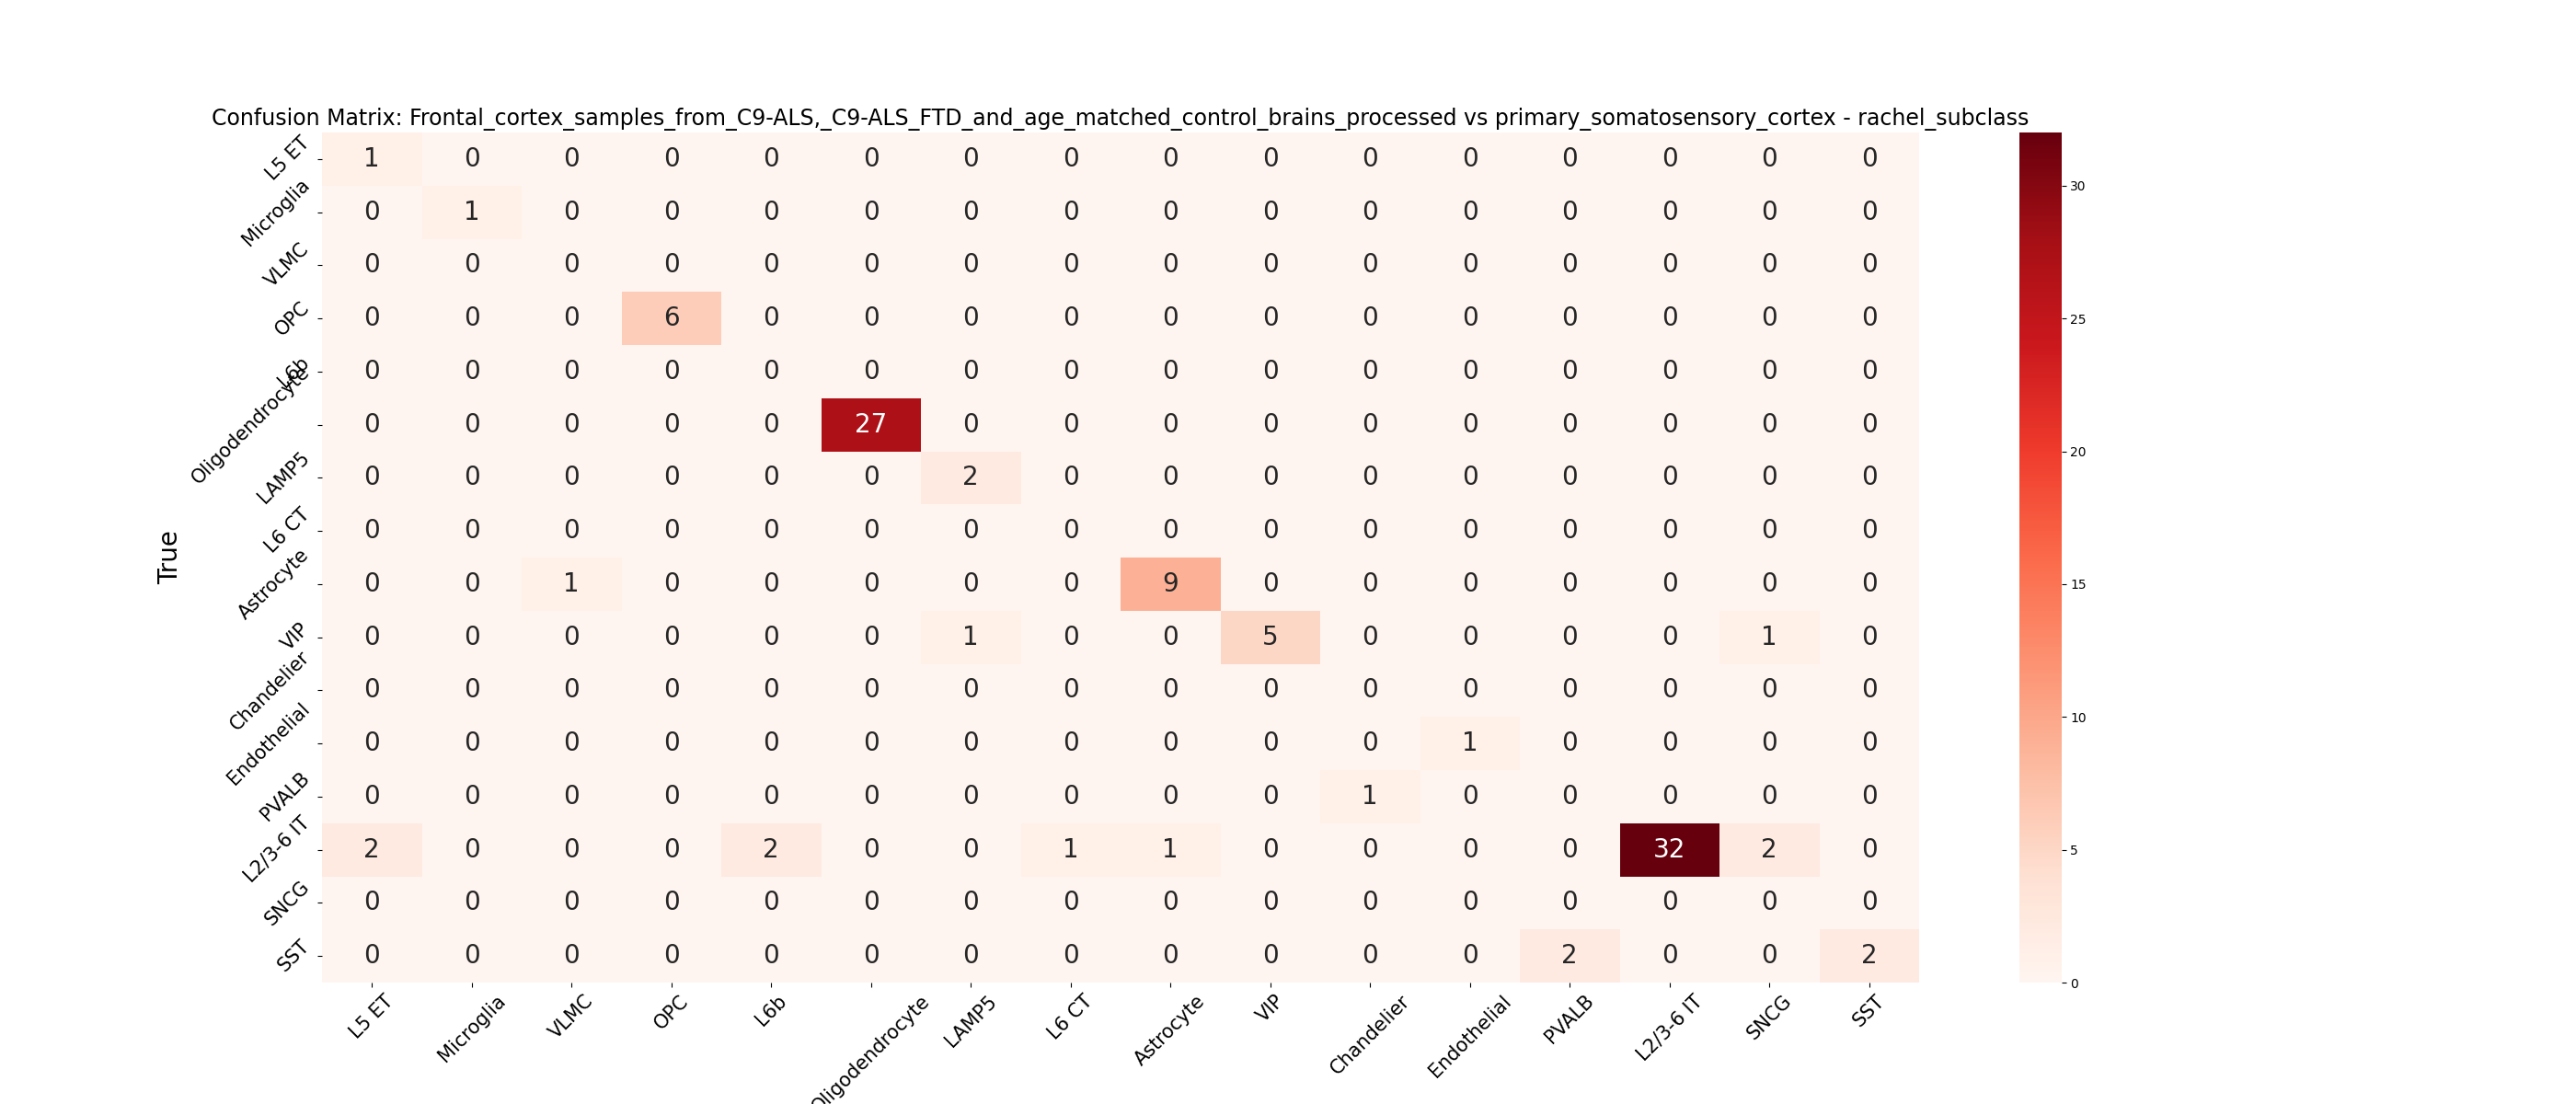 Confusion Matrix: Frontal_cortex_samples_from_C9-ALS,_C9-ALS_FTD_and_age_matched_control_brains_processed vs primary_somatosensory_cortex - rachel_subclass
True
L5 ET 1 0 0 0 0 0 0 0 0 0 0 0 0 0 0 0
Microglia 0 1 0 0 0 0 0 0 0 0 0 0 0 0 0 0
VLMC 0 0 0 0 0 0 0 0 0 0 0 0 0 0 0 0
OPC 0 0 0 6 0 0 0 0 0 0 0 0 0 0 0 0
L6b 0 0 0 0 0 0 0 0 0 0 0 0 0 0 0 0
Oligodendrocyte 0 0 0 0 0 27 0 0 0 0 0 0 0 0 0 0
LAMP5 0 0 0 0 0 0 2 0 0 0 0 0 0 0 0 0
L6 CT 0 0 0 0 0 0 0 0 0 0 0 0 0 0 0 0
Astrocyte 0 0 1 0 0 0 0 0 9 0 0 0 0 0 0 0
VIP 0 0 0 0 0 0 1 0 0 5 0 0 0 0 1 0
Chandelier 0 0 0 0 0 0 0 0 0 0 0 0 0 0 0 0
Endothelial 0 0 0 0 0 0 0 0 0 0 0 1 0 0 0 0
PVALB 0 0 0 0 0 0 0 0 0 0 1 0 0 0 0 0
L2/3-6 IT 2 0 0 0 2 0 0 1 1 0 0 0 0 32 2 0
SNCG 0 0 0 0 0 0 0 0 0 0 0 0 0 0 0 0
SST 0 0 0 0 0 0 0 0 0 0 0 0 2 0 0 2
L5 ET Microglia VLMC OPC L6b Oligodendrocyte LAMP5 L6 CT Astrocyte VIP Chandelier Endothelial PVALB L2/3-6 IT SNCG SST
30
25
20
15
10
5
0